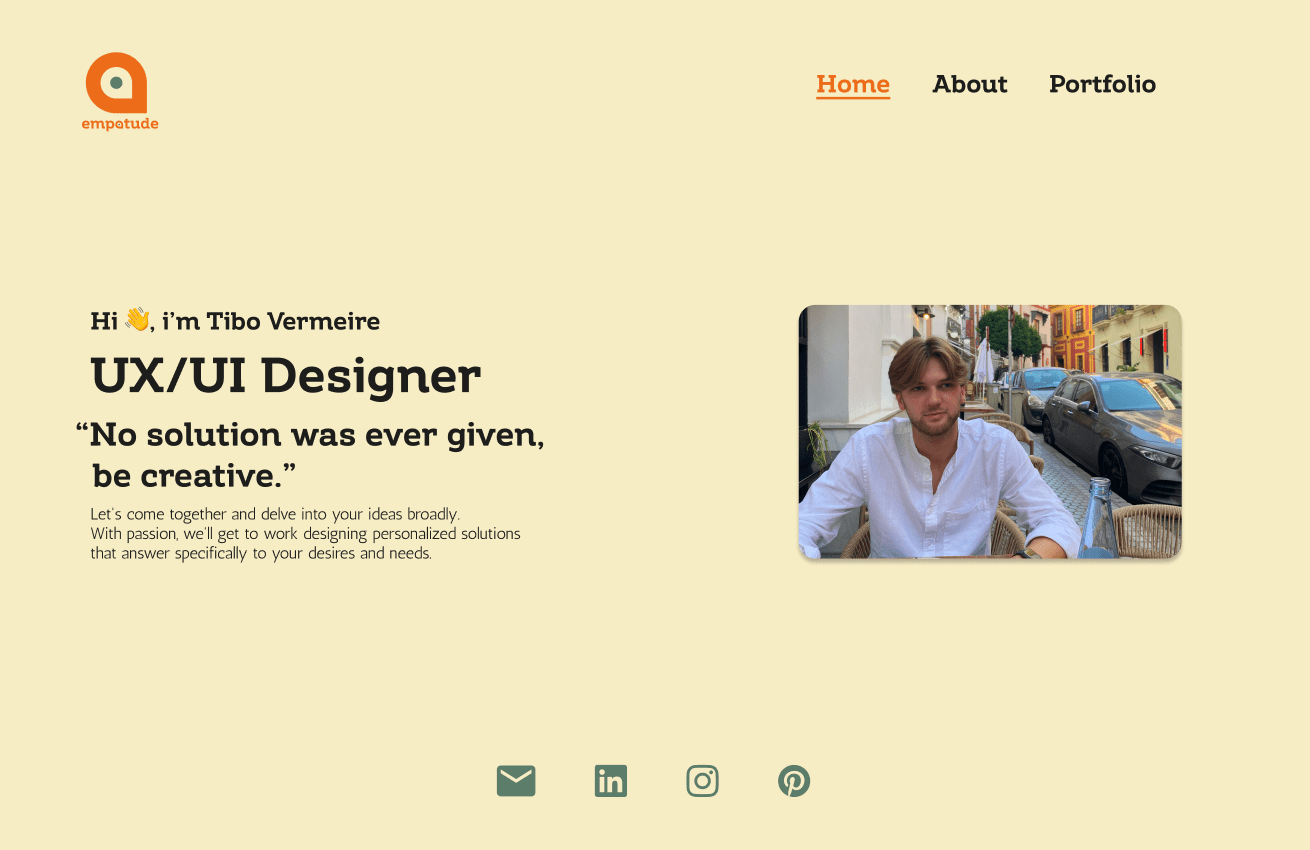 empatude
Home About Portfolio
Hi 👋, i’m Tibo Vermeire
UX/UI Designer
“No solution was ever given,
be creative.”
Let's come together and delve into your ideas broadly.
With passion, we'll get to work designing personalized solutions
that answer specifically to your desires and needs.
in